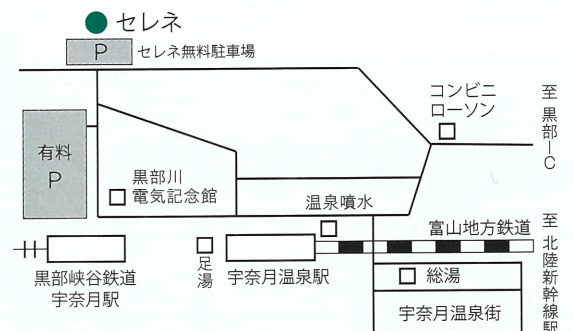 セレネ
P
セレネ無料駐車場
コンビニ
ローソン
至黒部IC
有料
P
黒部川
電気記念館
温泉噴水
富山地方鉄道
至北陸新幹線駅
足湯
黒部峡谷鉄道
宇奈月駅
宇奈月温泉駅
総湯
宇奈月温泉街